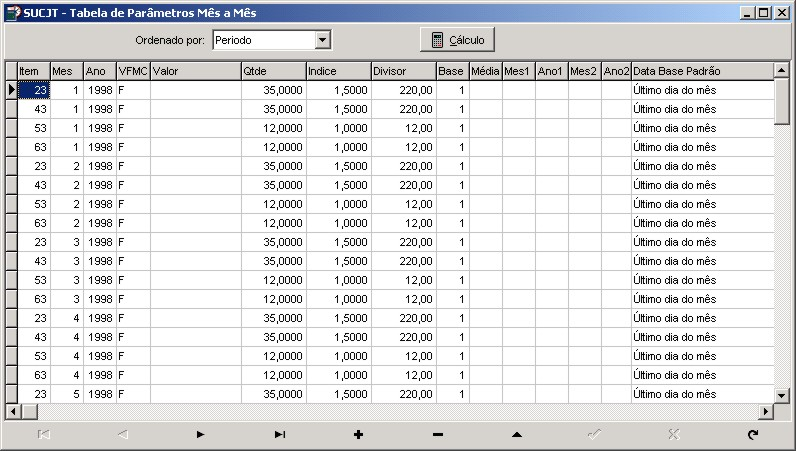 SUCJT - Tabela de Parâmetros Mês a Mês
Ordenado por: Periodo Cálculo
Item Mes Ano VFMC Valor Qtde Indice Divisor Base Média Mes1 Ano1 Mes2 Ano2 Data Base Padrão
23 1 1998 F 35,0000 1,5000 220,00 1 Último dia do mês
43 1 1998 F 35,0000 1,5000 220,00 1 Último dia do mês
53 1 1998 F 12,0000 1,0000 12,00 1 Último dia do mês
63 1 1998 F 12,0000 1,0000 12,00 1 Último dia do mês
23 2 1998 F 35,0000 1,5000 220,00 1 Último dia do mês
43 2 1998 F 35,0000 1,5000 220,00 1 Último dia do mês
53 2 1998 F 12,0000 1,0000 12,00 1 Último dia do mês
63 2 1998 F 12,0000 1,0000 12,00 1 Último dia do mês
23 3 1998 F 35,0000 1,5000 220,00 1 Último dia do mês
43 3 1998 F 35,0000 1,5000 220,00 1 Último dia do mês
53 3 1998 F 12,0000 1,0000 12,00 1 Último dia do mês
63 3 1998 F 12,0000 1,0000 12,00 1 Último dia do mês
23 4 1998 F 35,0000 1,5000 220,00 1 Último dia do mês
43 4 1998 F 35,0000 1,5000 220,00 1 Último dia do mês
53 4 1998 F 12,0000 1,0000 12,00 1 Último dia do mês
63 4 1998 F 12,0000 1,0000 12,00 1 Último dia do mês
23 5 1998 F 35,0000 1,5000 220,00 1 Último dia do mês